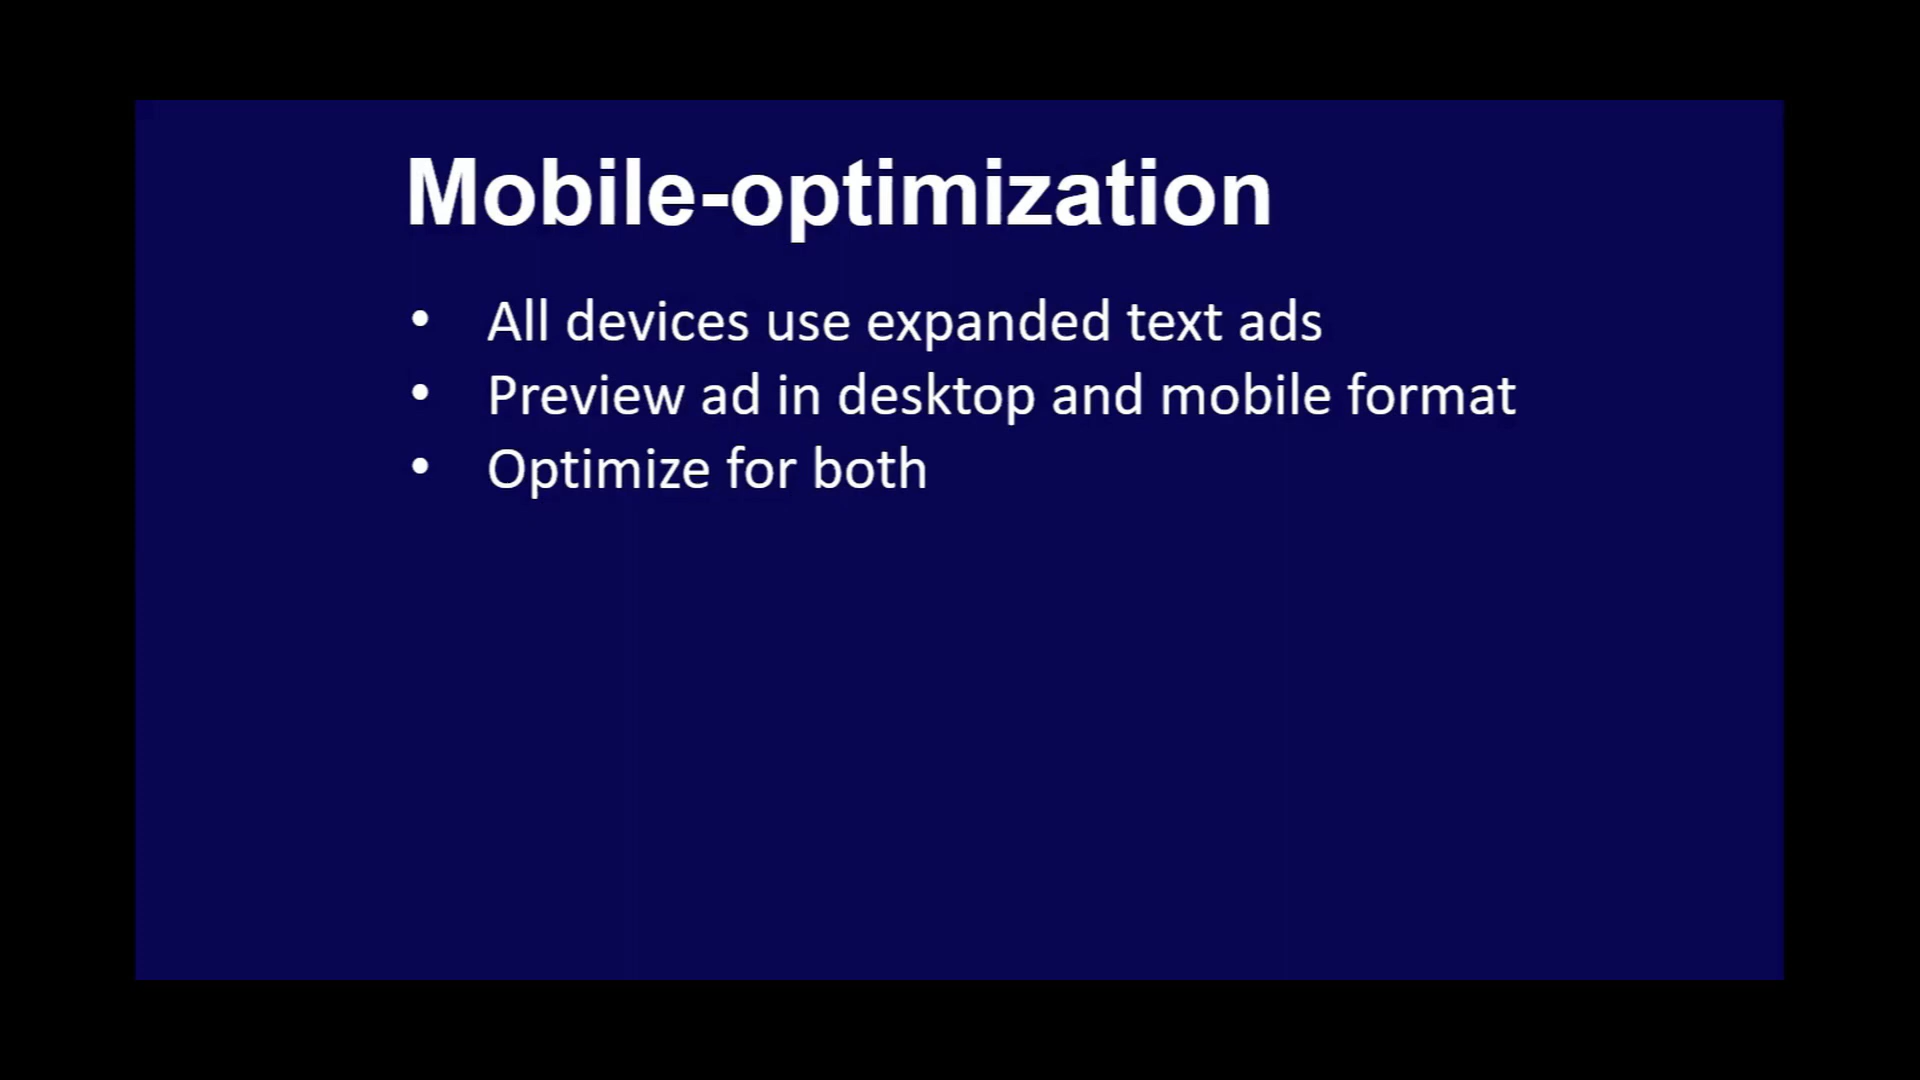 Mobile-optimization
• All devices use expanded text ads
• Preview ad in desktop and mobile format
• Optimize for both